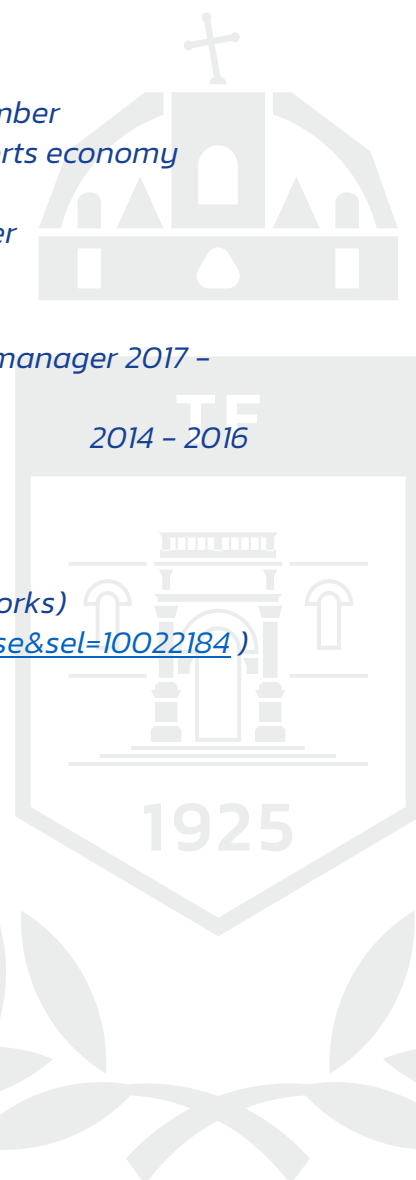 mber
rts economy
er
manager 2017 –
TF
2014 – 2016
orks)
se&sel=10022184 )
1925